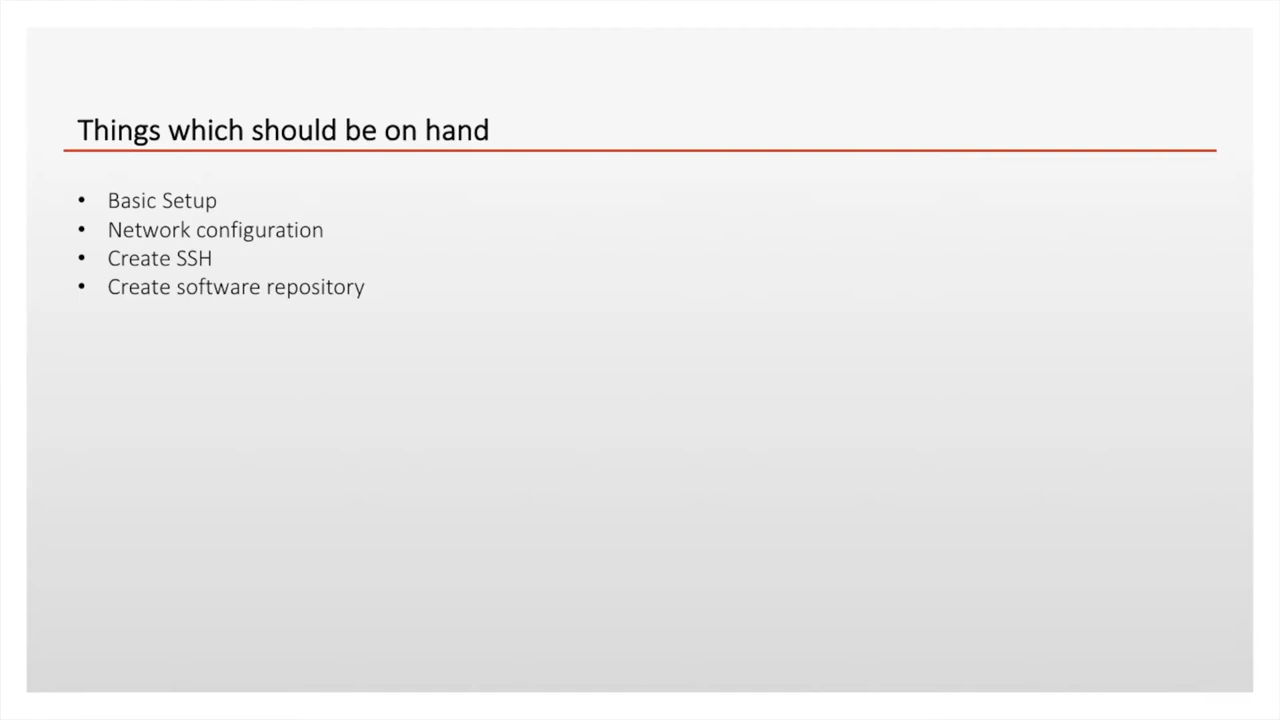 Things which should be on hand
• Basic Setup
• Network configuration
• Create SSH
• Create software repository